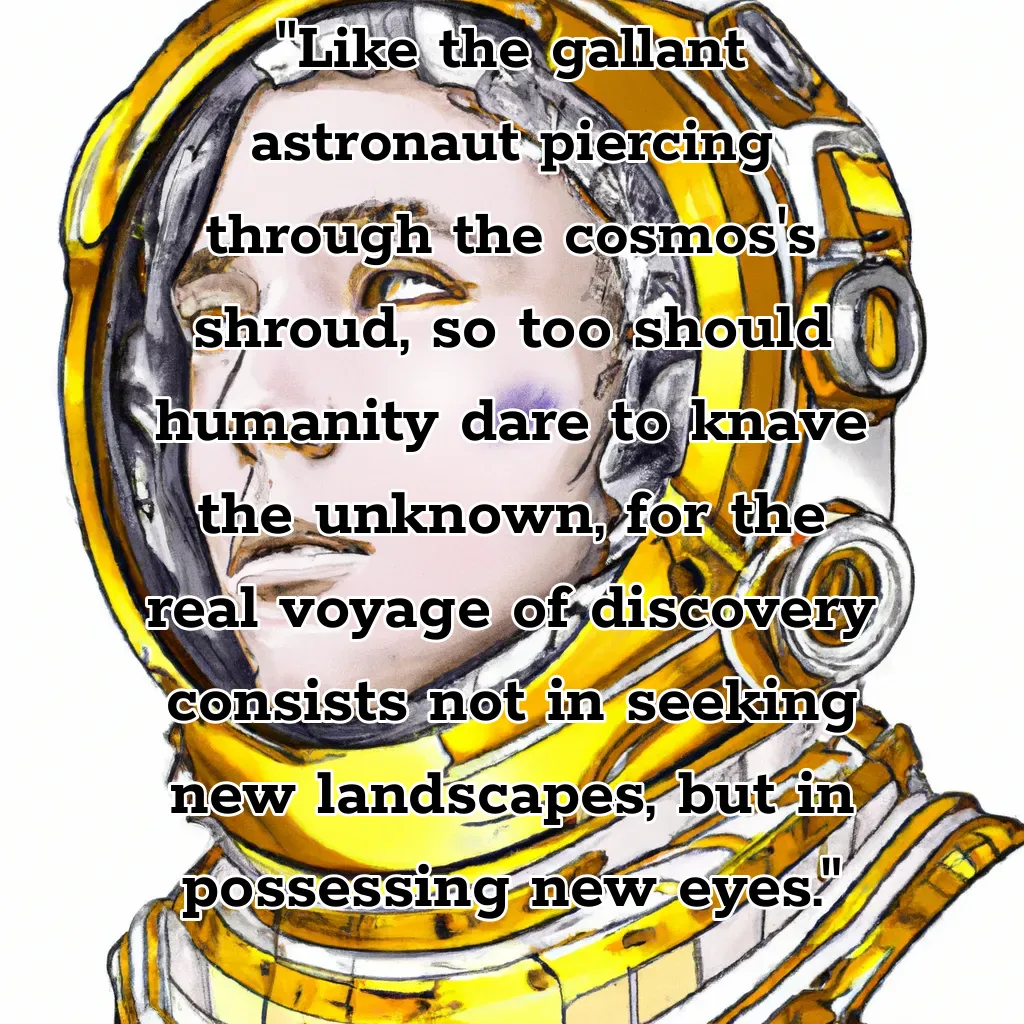 "Like the gallant
astronaut piercing
through the cosmos's
shroud, so too should
humanity dare to knave
the unknown, for the
real voyage of discovery
consists not in seeking
new landscapes, but in
possessing new eyes."